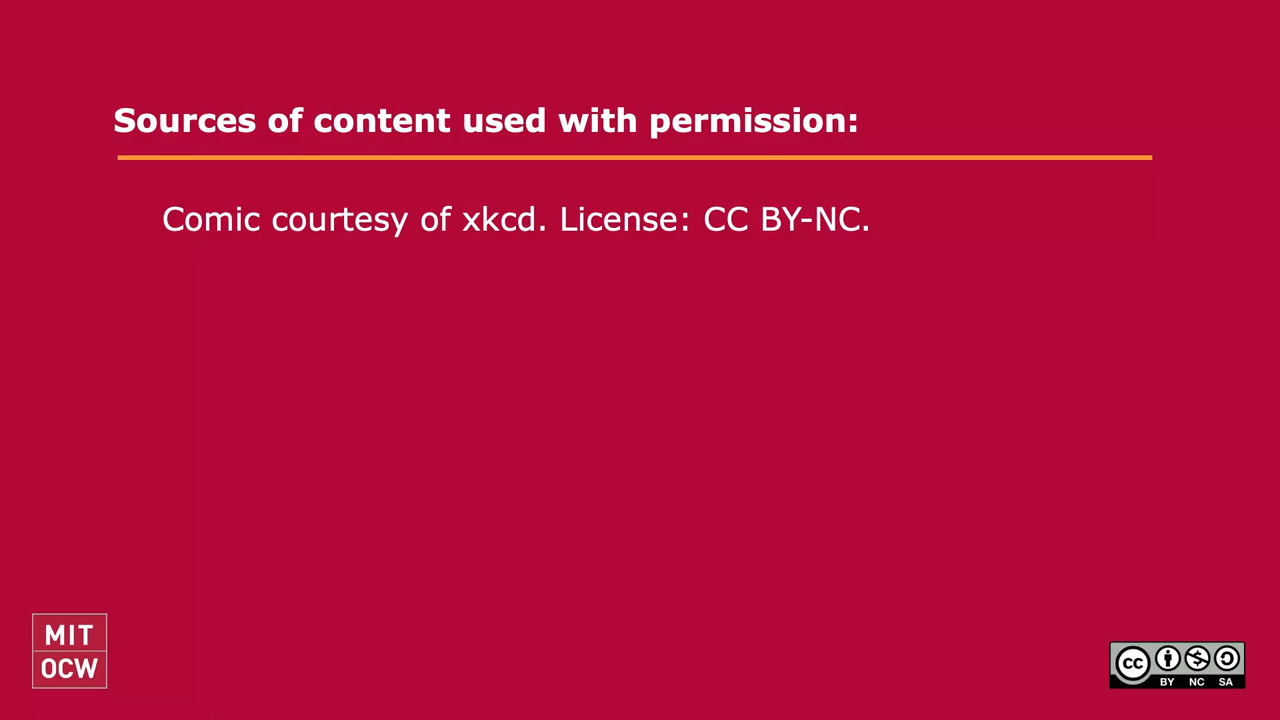 Sources of content used with permission:
Comic courtesy of xkcd. License: CC BY-NC.
MIT
OCW
cc
BY NC SA